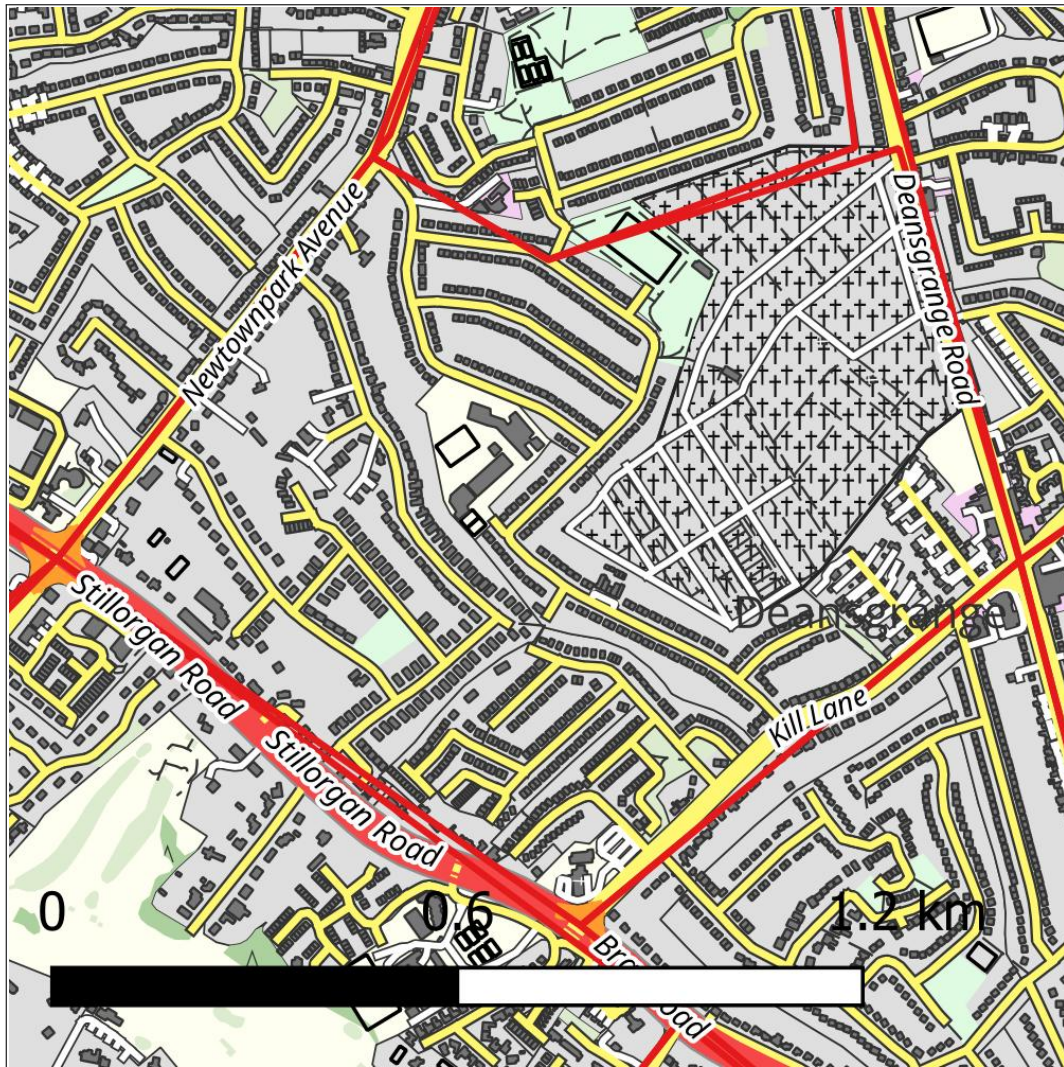 Newtownpark Avenue
Deansgrange Road
Stillorgan Road
Deansgrange
Kill Lane
Stillorgan Road
0
0.6
1.2 km